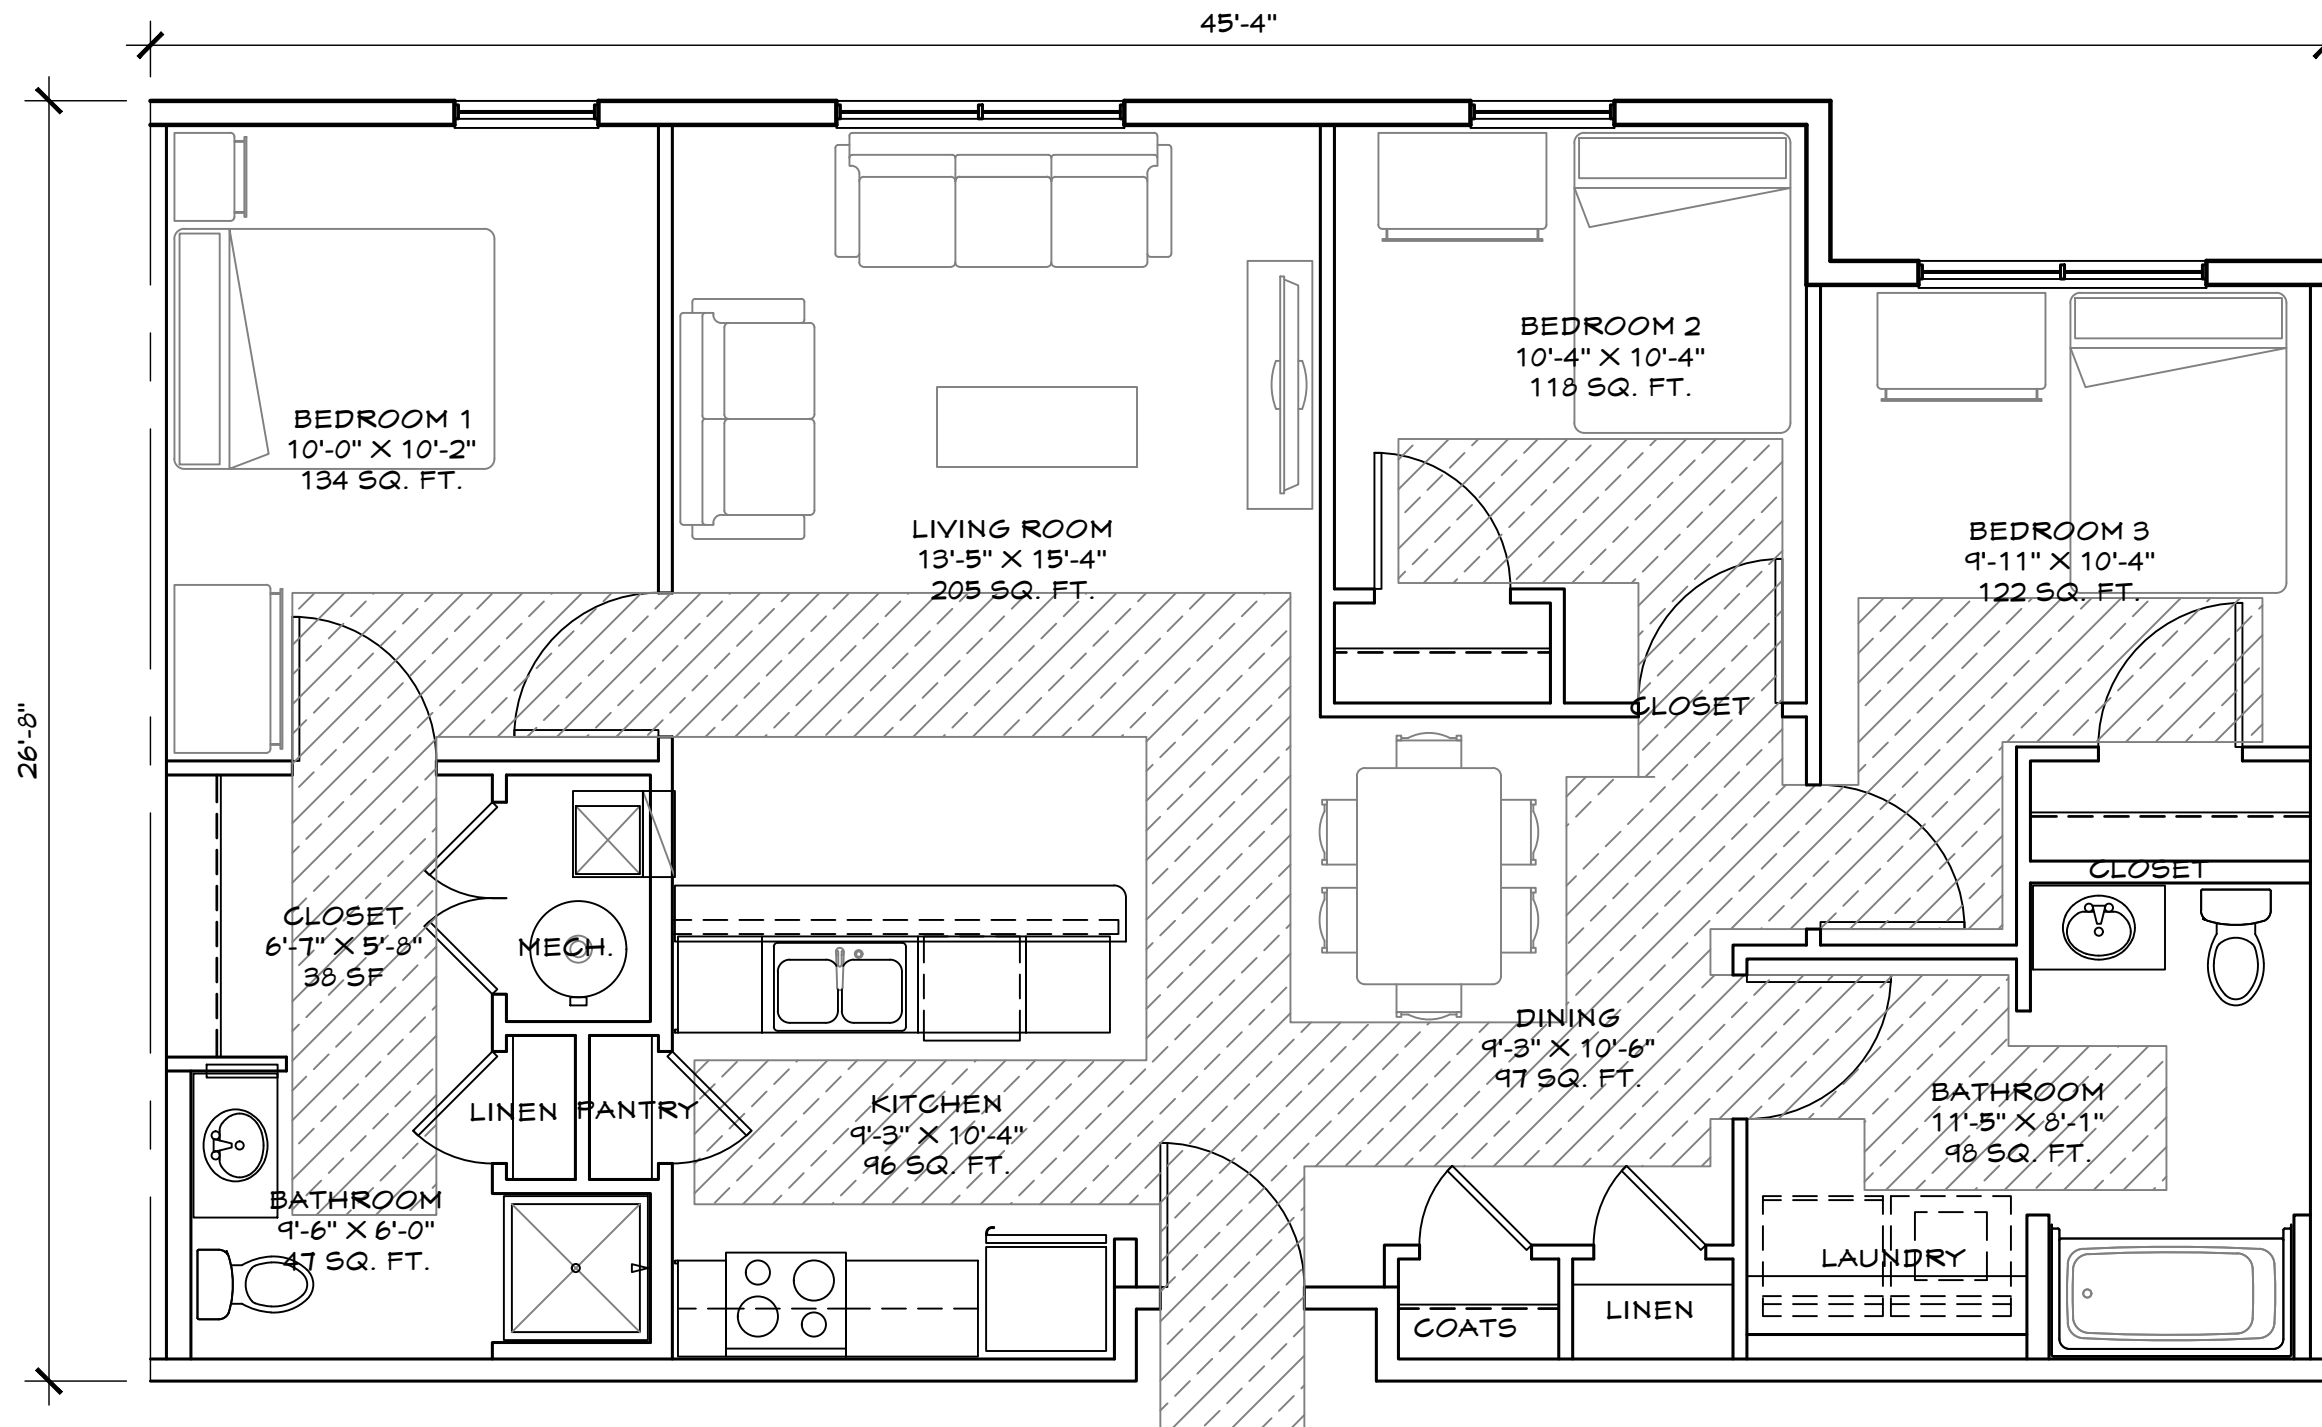 45'-4"
26'-8"
BEDROOM 1
10'-0" X 10'-2"
134 SQ. FT.
LIVING ROOM
13'-5" X 15'-4"
205 SQ. FT.
BEDROOM 2
10'-4" X 10'-4"
118 SQ. FT.
BEDROOM 3
9'-11" X 10'-4"
122 SQ. FT.
CLOSET
CLOSET
CLOSET
6'-7" X 5'-8"
38 SF
MECH.
DINING
9'-3" X 10'-6"
97 SQ. FT.
LINEN
PANTRY
KITCHEN
9'-3" X 10'-4"
96 SQ. FT.
BATHROOM
11'-5" X 8'-1"
98 SQ. FT.
BATHROOM
9'-6" X 6'-0"
47 SQ. FT.
LAUNDRY
COATS
LINEN